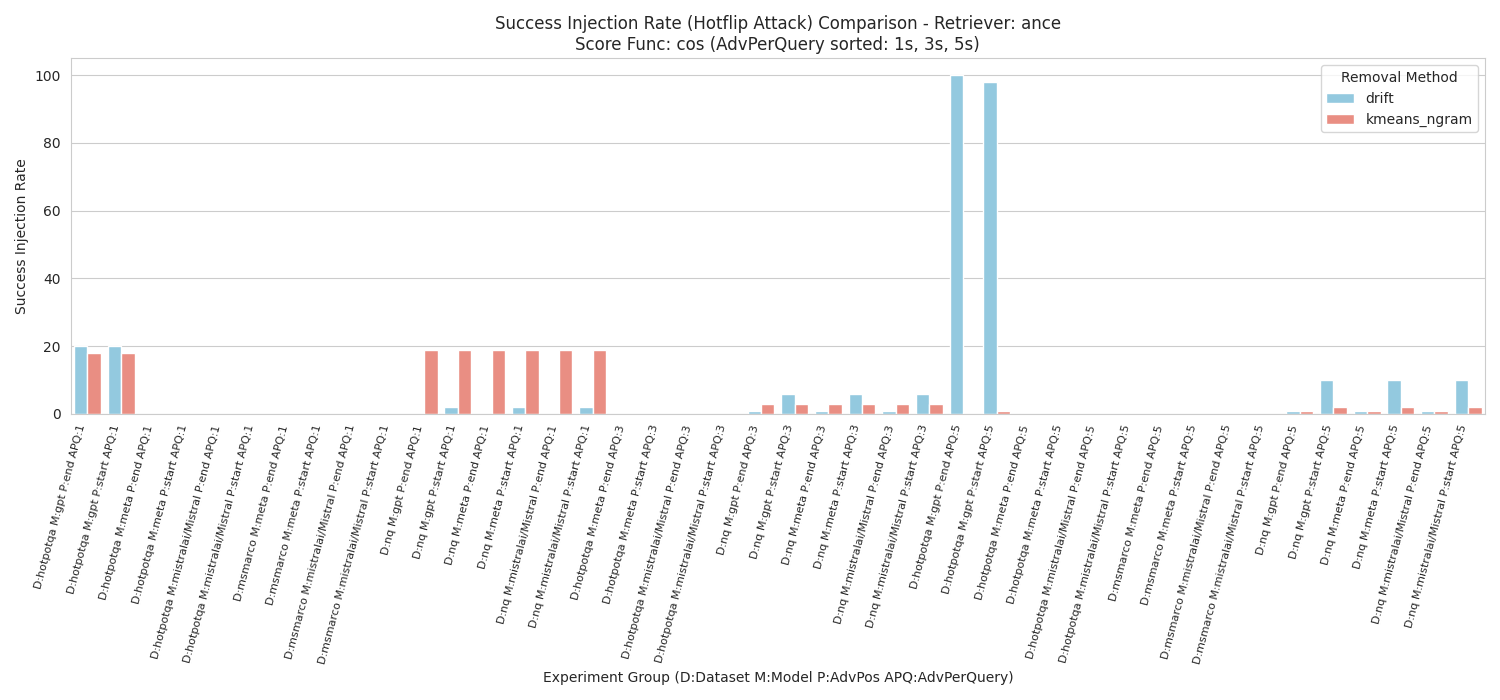 Success Injection Rate (Hotflip Attack) Comparison - Retriever: ance
Score Func: cos (AdvPerQuery sorted: 1s, 3s, 5s)
Removal Method
drift
kmeans_ngram
Success Injection Rate
100
80
60
40
20
0
D:hotpotqa M:gpt P:end APQ:1
D:hotpotqa M:gpt P:start APQ:1
D:hotpotqa M:meta P:end APQ:1
D:hotpotqa M:meta P:start APQ:1
D:hotpotqa M:mistralai/Mistral P:end APQ:1
D:hotpotqa M:mistralai/Mistral P:start APQ:1
D:msmarco M:meta P:end APQ:1
D:msmarco M:meta P:start APQ:1
D:msmarco M:mistralai/Mistral P:end APQ:1
D:msmarco M:mistralai/Mistral P:start APQ:1
D:nq M:gpt P:end APQ:1
D:nq M:gpt P:start APQ:1
D:nq M:meta P:end APQ:1
D:nq M:meta P:start APQ:1
D:nq M:mistralai/Mistral P:end APQ:1
D:nq M:mistralai/Mistral P:start APQ:1
D:hotpotqa M:meta P:end APQ:3
D:hotpotqa M:meta P:start APQ:3
D:hotpotqa M:mistralai/Mistral P:end APQ:3
D:hotpotqa M:mistralai/Mistral P:start APQ:3
D:nq M:gpt P:end APQ:3
D:nq M:gpt P:start APQ:3
D:nq M:meta P:end APQ:3
D:nq M:meta P:start APQ:3
D:nq M:mistralai/Mistral P:end APQ:3
D:nq M:mistralai/Mistral P:start APQ:3
D:hotpotqa M:gpt P:end APQ:5
D:hotpotqa M:gpt P:start APQ:5
D:hotpotqa M:meta P:end APQ:5
D:hotpotqa M:meta P:start APQ:5
D:hotpotqa M:mistralai/Mistral P:end APQ:5
D:hotpotqa M:mistralai/Mistral P:start APQ:5
D:msmarco M:meta P:end APQ:5
D:msmarco M:meta P:start APQ:5
D:msmarco M:mistralai/Mistral P:end APQ:5
D:msmarco M:mistralai/Mistral P:start APQ:5
D:nq M:gpt P:end APQ:5
D:nq M:gpt P:start APQ:5
D:nq M:meta P:end APQ:5
D:nq M:meta P:start APQ:5
D:nq M:mistralai/Mistral P:end APQ:5
D:nq M:mistralai/Mistral P:start APQ:5
Experiment Group (D:Dataset M:Model P:AdvPos APQ:AdvPerQuery)